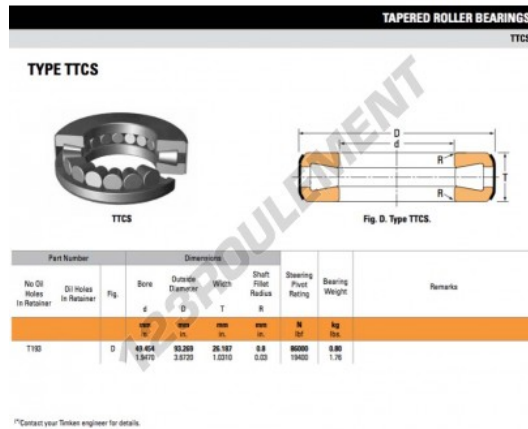 TAPERED ROLLER BEARINGS
TTCS
TYPE TTCS
123ROULEMENT
D
d
R
T
R
TTCS
Fig. D. Type TTCS.
Part Number Dimensions
No Oil Holes In Retainer Oil Holes In Retainer Fig. Bore Outside Diameter Width Shaft Fillet Radius Steering Pivot Rating Bearing Weight Remarks
d D T R
mm mm mm mm N kg
in. in. in. in. lbf lbs.
T193 D 49.454 93.269 26.187 0.8 86000 0.80
1.9470 3.6720 1.0310 0.03 19400 1.76
Contact your Timken engineer for details.